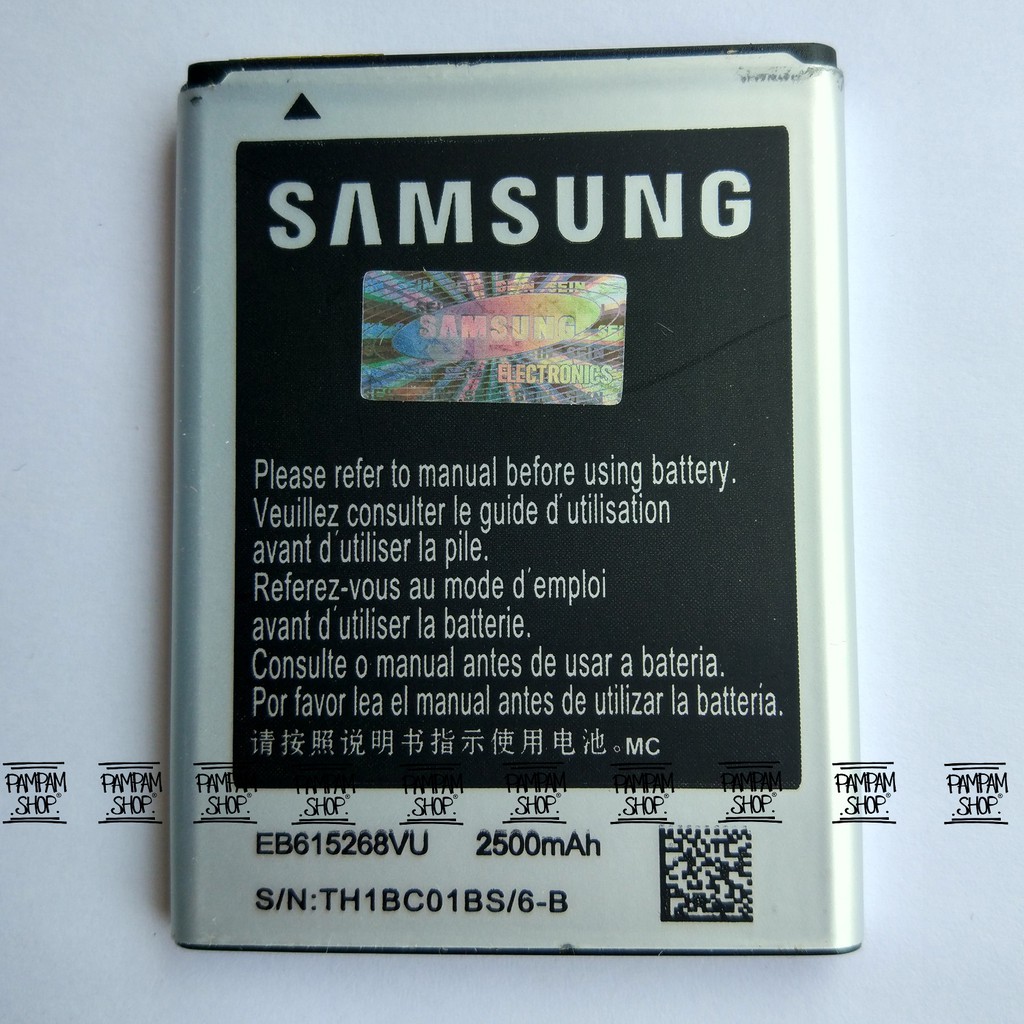 SAMSUNG
SAMSUNG
ELECTRONICS
Please refer to manual before using battery.
Veuillez consulter le guide d'utilisation
avant d'utiliser la pile.
Referez-vous au mode d'emploi
avant d'utiliser la batterie.
Consulte o manual antes de usar a bateria.
Por favor lea el manual antes de utilizar la batería.
请按照说明书指示使用电池。MC
PAMPAM SHOP® PAMPAM SHOP® PAMPAM SHOP® PAMPAM SHOP® PAMPAM SHOP® PAMPAM SHOP® PAMPAM SHOP® PAMPAM SHOP® PAMPAM SHOP® PAMPAM SHOP®
EB615268VU 2500mAh
S/N:TH1BC01BS/6-B